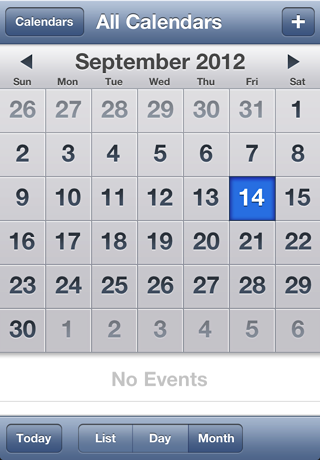 Calendars All Calendars +
September 2012
Sun Mon Tue Wed Thu Fri Sat
26 27 28 29 30 31 1
2 3 4 5 6 7 8
9 10 11 12 13 14 15
16 17 18 19 20 21 22
23 24 25 26 27 28 29
30 1 2 3 4 5 6
No Events
Today List Day Month